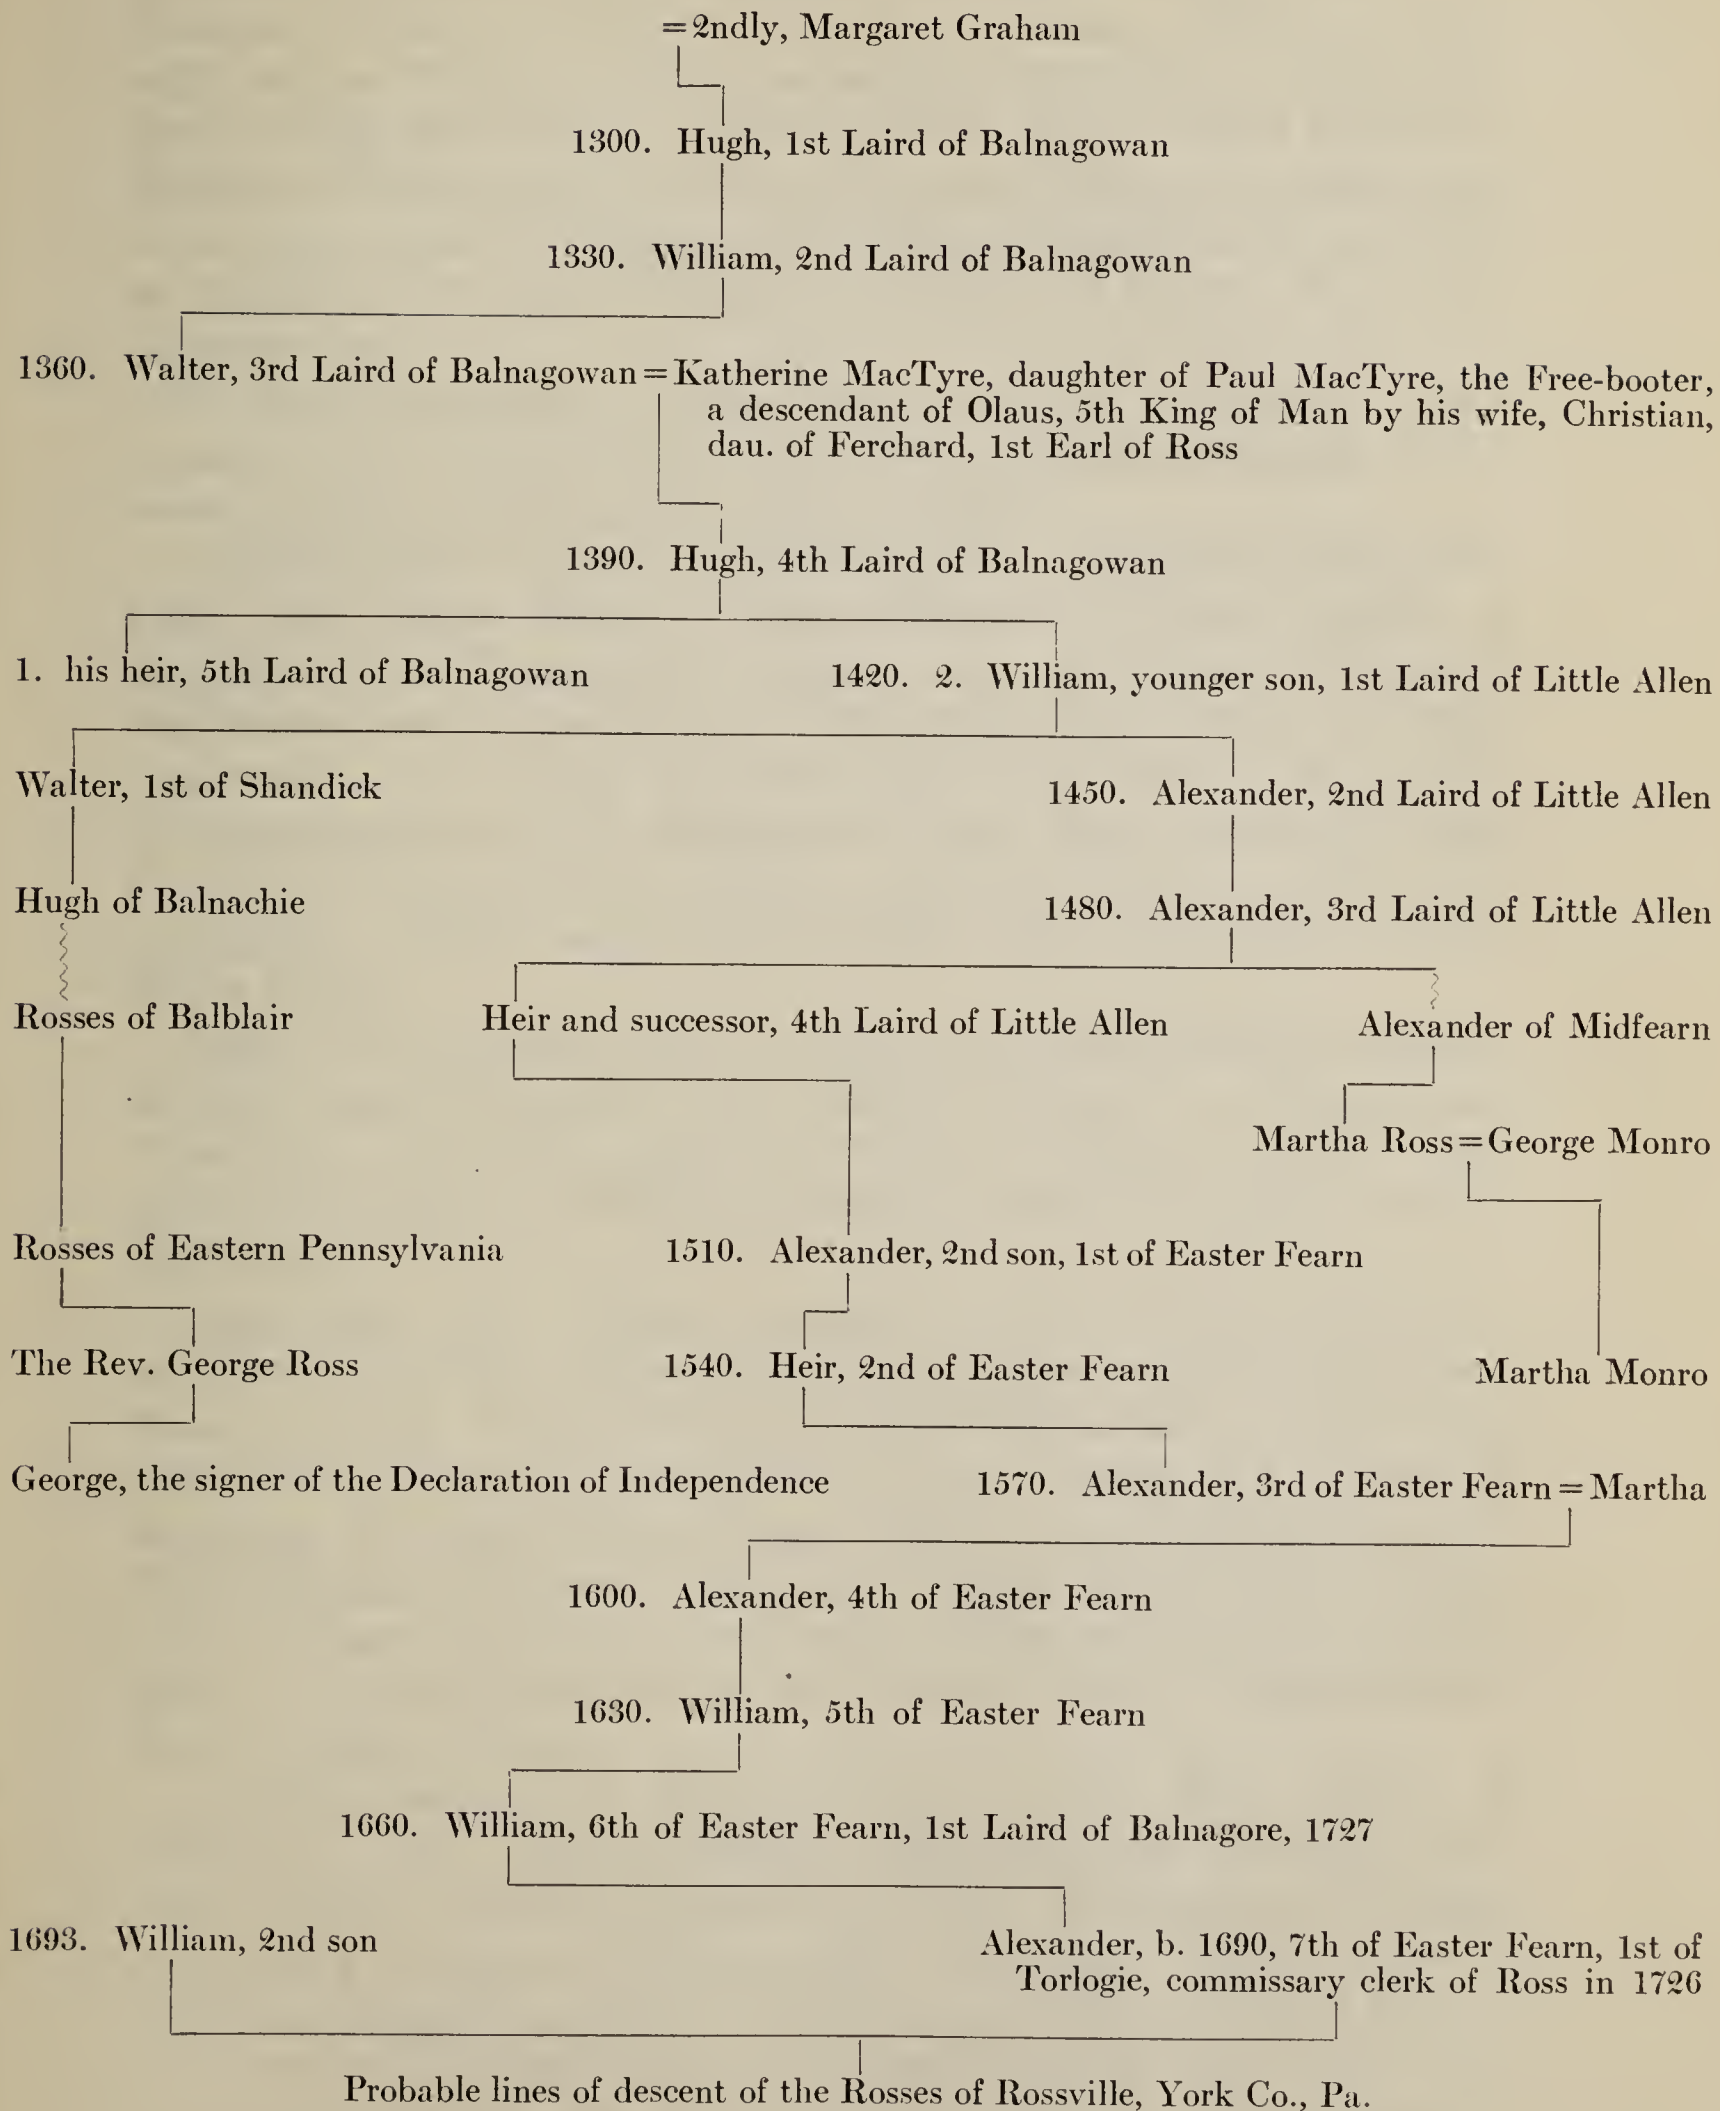 =2ndly, Margaret Graham
1300. Hugh, 1st Laird of Balnagowan
1330. William, 2nd Laird of Balnagowan
1360. Walter, 3rd Laird of Balnagowan=Katherine MacTyre, daughter of Paul MacTyre, the Free-booter,
a descendant of Olaus, 5th King of Man by his wife, Christian,
dau. of Ferchard, 1st Earl of Ross
1390. Hugh, 4th Laird of Balnagowan
1. his heir, 5th Laird of Balnagowan
1420. 2. William, younger son, 1st Laird of Little Allen
Walter, 1st of Shandick
1450. Alexander, 2nd Laird of Little Allen
Hugh of Balnachie
1480. Alexander, 3rd Laird of Little Allen
Rosses of Balblair
Heir and successor, 4th Laird of Little Allen
Alexander of Midfearn
Martha Ross=George Monro
Rosses of Eastern Pennsylvania
1510. Alexander, 2nd son, 1st of Easter Fearn
The Rev. George Ross
1540. Heir, 2nd of Easter Fearn
Martha Monro
George, the signer of the Declaration of Independence
1570. Alexander, 3rd of Easter Fearn=Martha
1600. Alexander, 4th of Easter Fearn
1630. William, 5th of Easter Fearn
1660. William, 6th of Easter Fearn, 1st Laird of Balnagore, 1727
1693. William, 2nd son
Alexander, b. 1690, 7th of Easter Fearn, 1st of
Torlogie, commissary clerk of Ross in 1726
Probable lines of descent of the Rosses of Rossville, York Co., Pa.